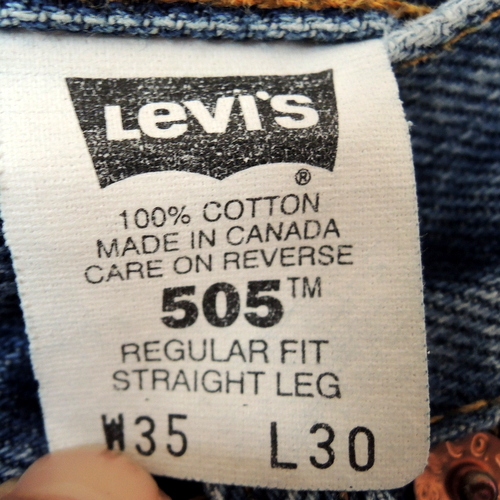 Levi's
®
100% COTTON
MADE IN CANADA
CARE ON REVERSE
505™
REGULAR FIT
STRAIGHT LEG
W35 L30